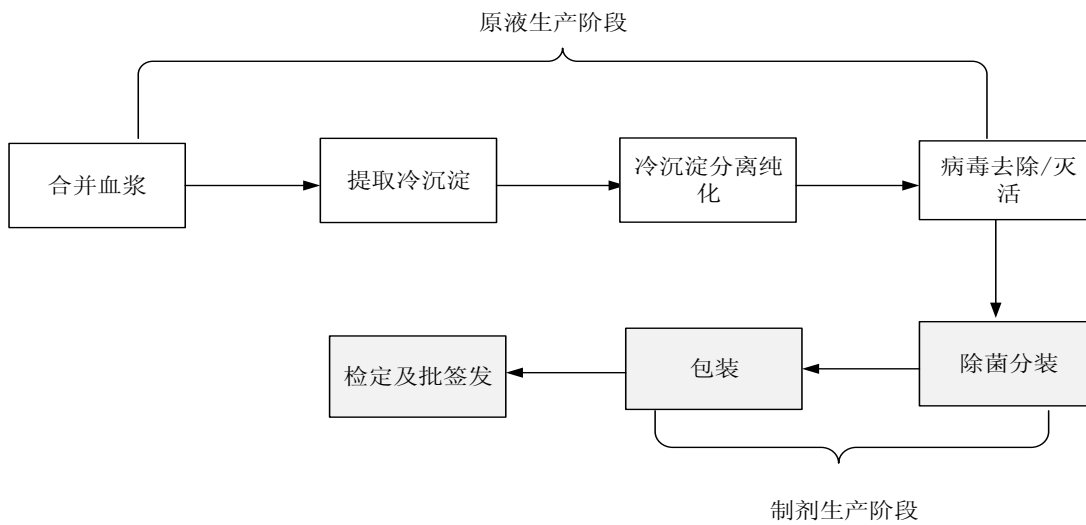 原液生产阶段
合并血浆
提取冷沉淀
冷沉淀分离纯
化
病毒去除/灭
活
检定及批签发
包装
除菌分装
制剂生产阶段